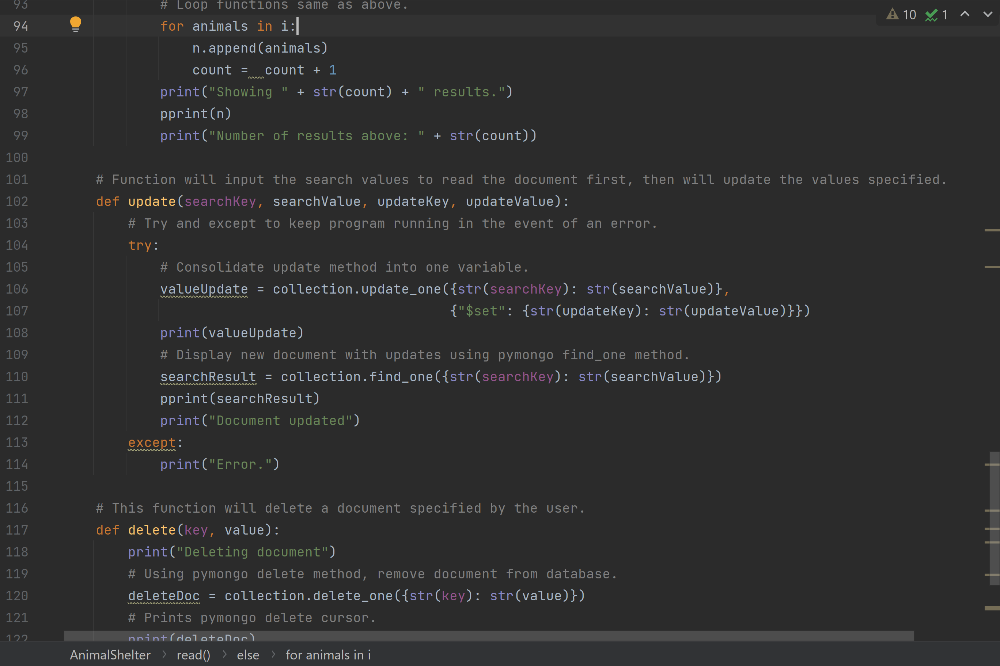 93 # Loop functions same as above.
10 1
94 for animals in i:
95 n.append(animals)
96 count =  count + 1
97 print("Showing " + str(count) + " results.")
98 pprint(n)
99 print("Number of results above: " + str(count))
100
101 # Function will input the search values to read the document first, then will update the values specified.
102 def update(searchKey, searchValue, updateKey, updateValue):
103 # Try and except to keep program running in the event of an error.
104 try:
105 # Consolidate update method into one variable.
106 valueUpdate = collection.update_one({str(searchKey): str(searchValue)},
107 {"$set": {str(updateKey): str(updateValue)}})
108 print(valueUpdate)
109 # Display new document with updates using pymongo find_one method.
110 searchResult = collection.find_one({str(searchKey): str(searchValue)})
111 pprint(searchResult)
112 print("Document updated")
113 except:
114 print("Error.")
115
116 # This function will delete a document specified by the user.
117 def delete(key, value):
118 print("Deleting document")
119 # Using pymongo delete method, remove document from database.
120 deleteDoc = collection.delete_one({str(key): str(value)})
121 # Prints pymongo delete cursor.
122 print(deleteDoc)
AnimalShelter > read() > else > for animals in i